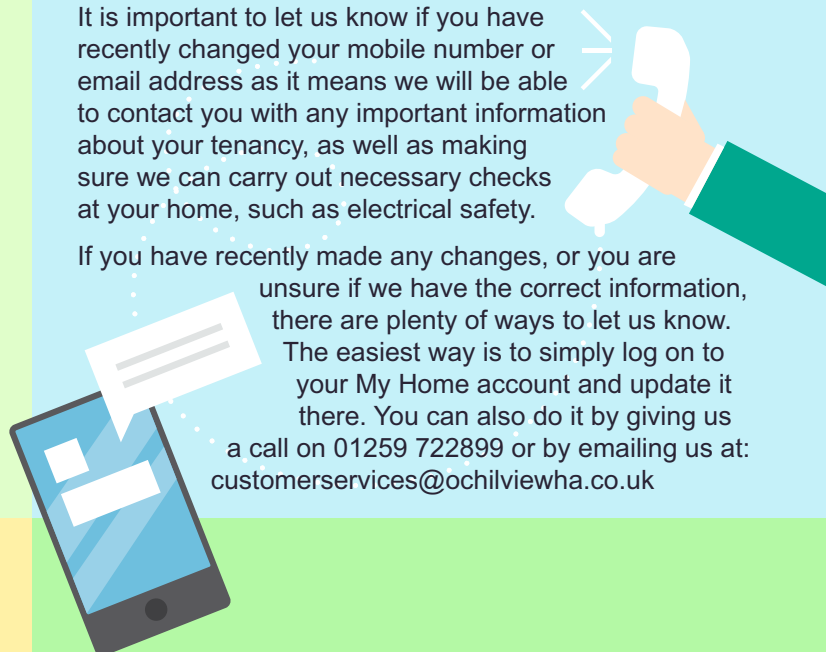 It is important to let us know if you have
recently changed your mobile number or
email address as it means we will be able
to contact you with any important information
about your tenancy, as well as making
sure we can carry out necessary checks
at your home, such as electrical safety.
If you have recently made any changes, or you are
unsure if we have the correct information,
there are plenty of ways to let us know.
The easiest way is to simply log on to
your My Home account and update it
there. You can also do it by giving us
a call on 01259 722899 or by emailing us at:
customerservices@ochilviewha.co.uk